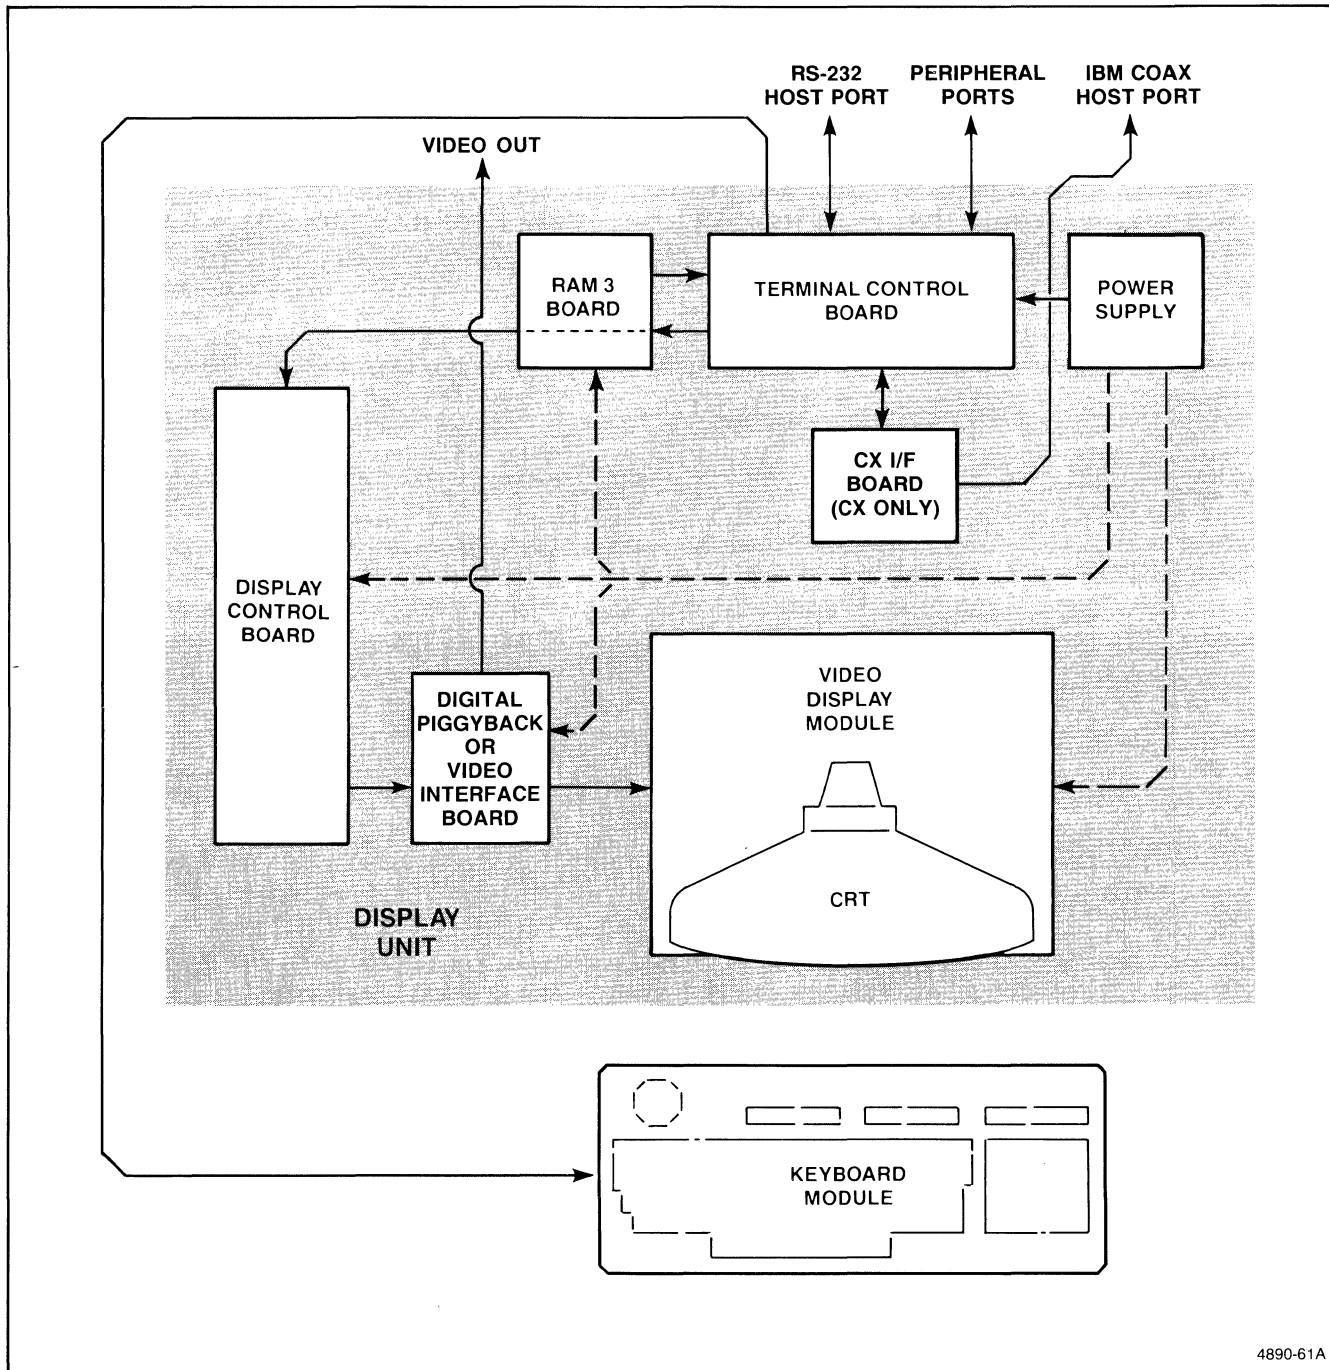 RS-232
HOST PORT
PERIPHERAL
PORTS
IBM COAX
HOST PORT
VIDEO OUT
RAM 3
BOARD
TERMINAL CONTROL
BOARD
POWER
SUPPLY
CX I/F
BOARD
(CX ONLY)
DISPLAY
CONTROL
BOARD
DIGITAL
PIGGYBACK
OR
VIDEO
INTERFACE
BOARD
VIDEO
DISPLAY
MODULE
CRT
DISPLAY
UNIT
KEYBOARD
MODULE
4890-61A